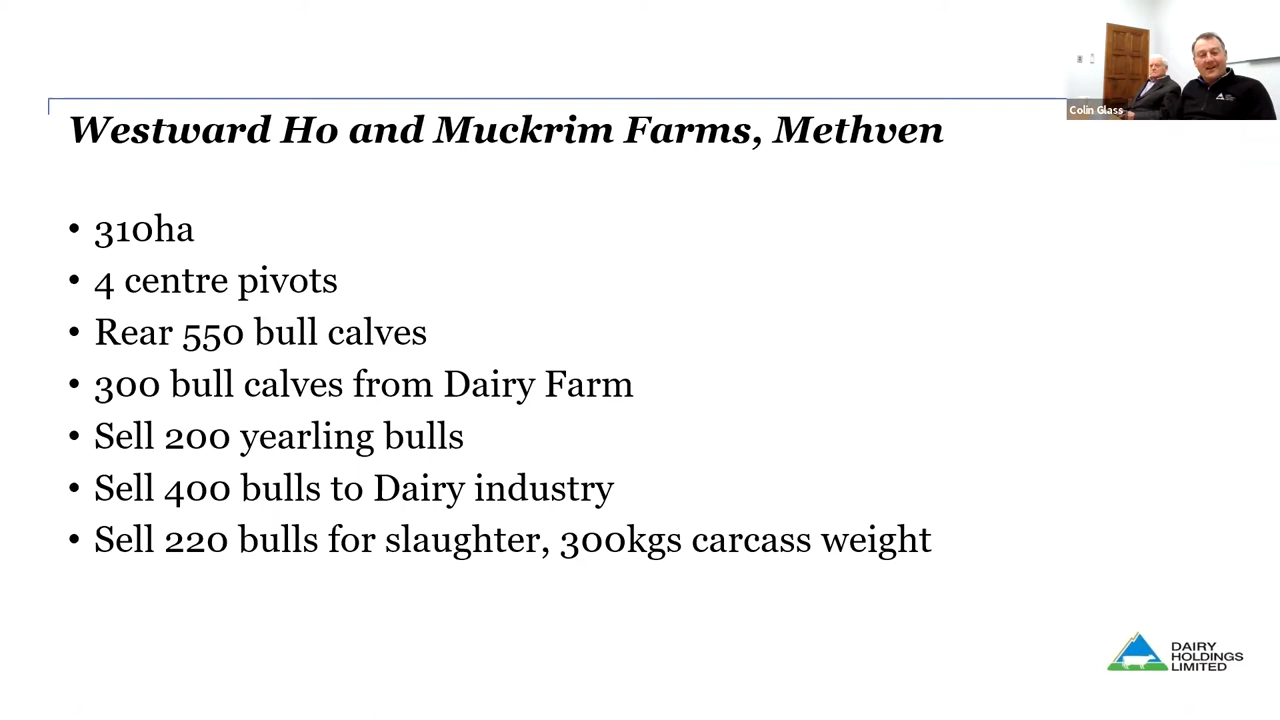 Colin Glass
Westward Ho and Muckrim Farms, Methven
• 310ha
• 4 centre pivots
• Rear 550 bull calves
• 300 bull calves from Dairy Farm
• Sell 200 yearling bulls
• Sell 400 bulls to Dairy industry
• Sell 220 bulls for slaughter, 300kgs carcass weight
DAIRY
HOLDINGS
LIMITED